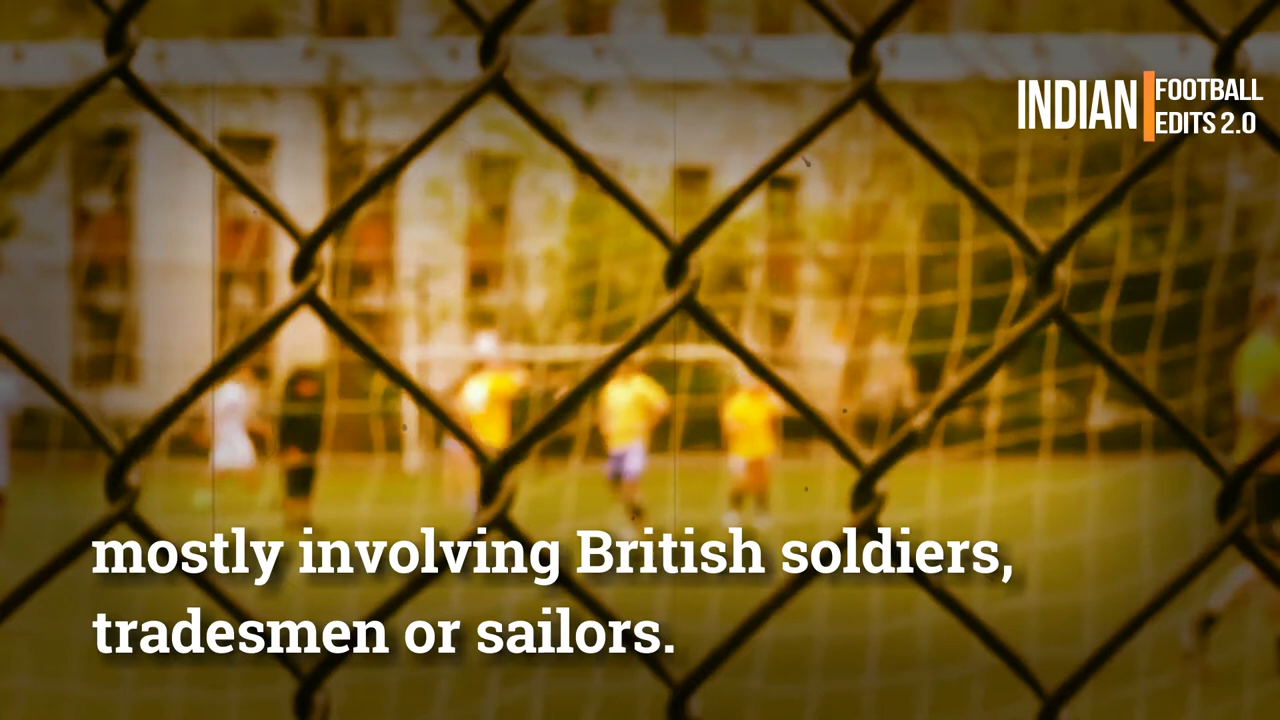 INDIAN
FOOTBALL
EDITS 2.0
mostly involving British soldiers,
tradesmen or sailors.